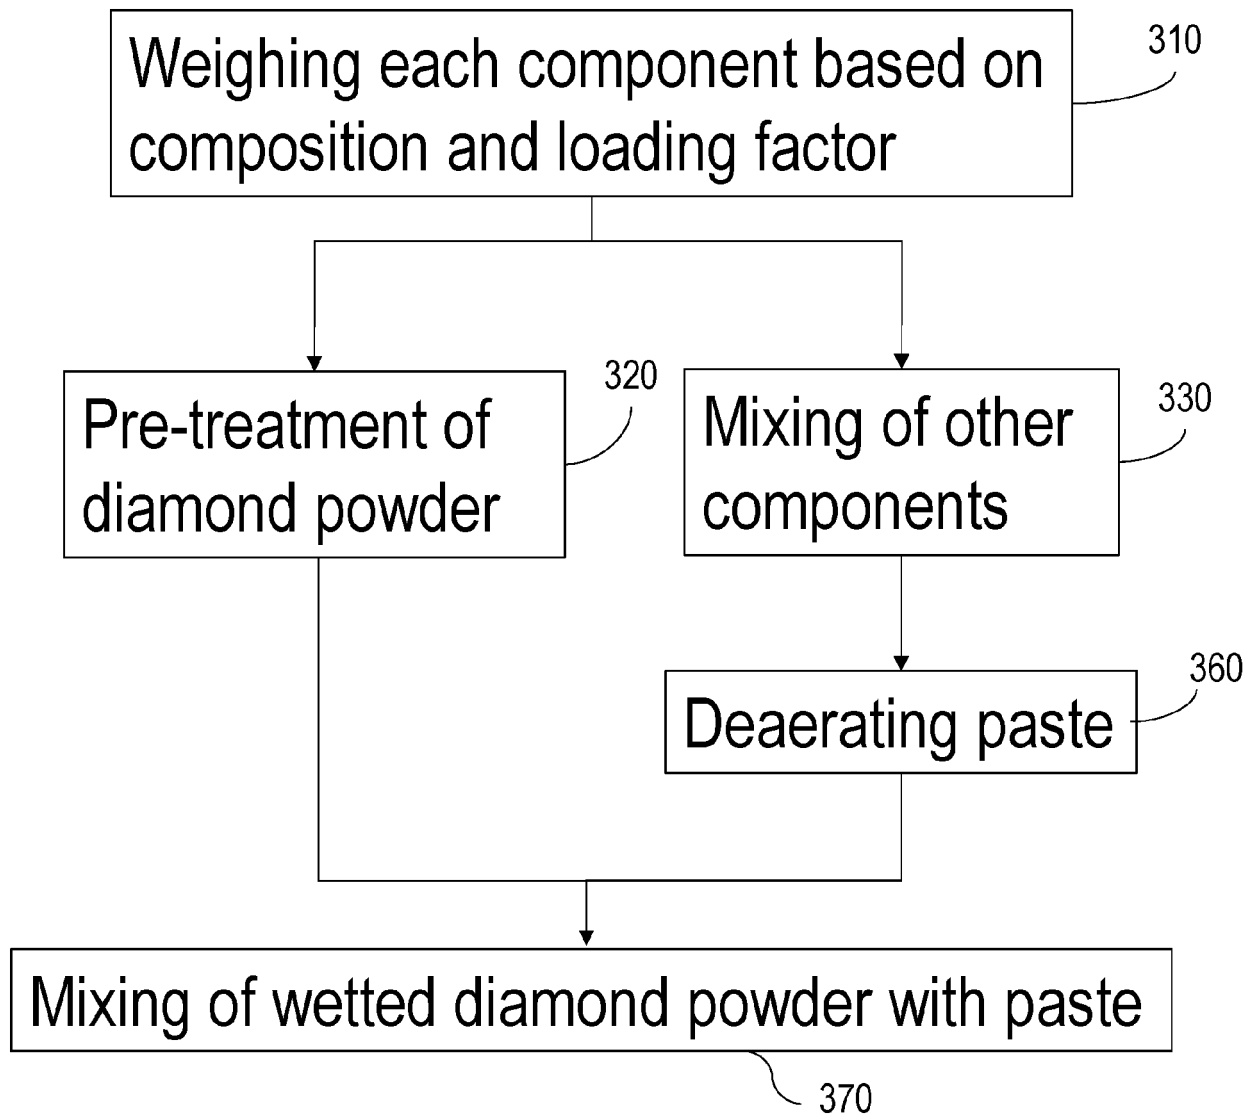 Weighing each component based on
composition and loading factor
310
Pre-treatment of
diamond powder
320
Mixing of other
components
330
Deaerating paste
360
Mixing of wetted diamond powder with paste
370